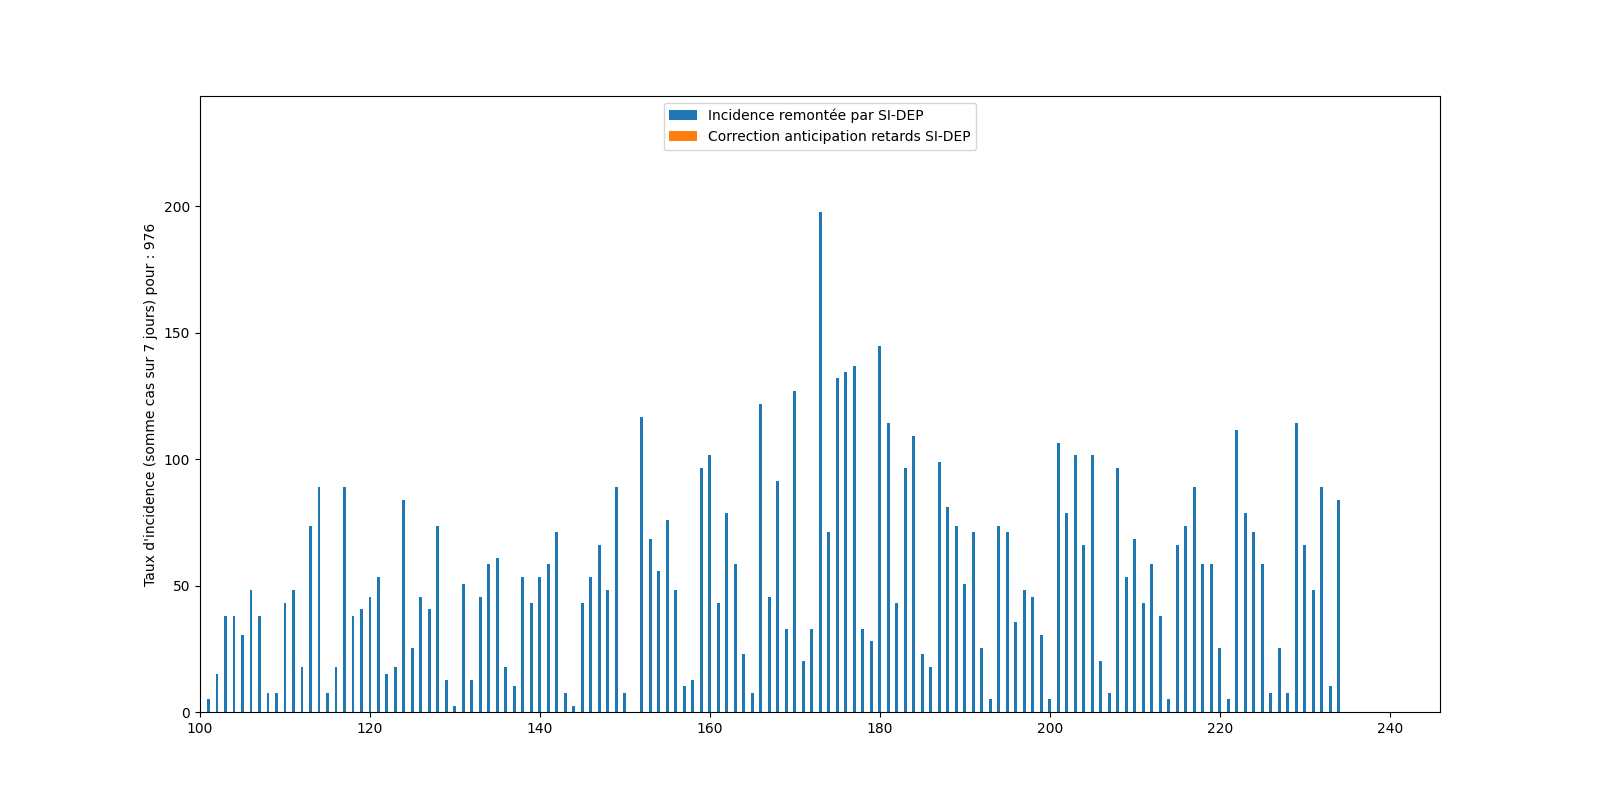 Incidence remontée par SI-DEP
Correction anticipation retards SI-DEP
Taux d'incidence (somme cas sur 7 jours) pour : 976
200
150
100
50
0
100 120 140 160 180 200 220 240